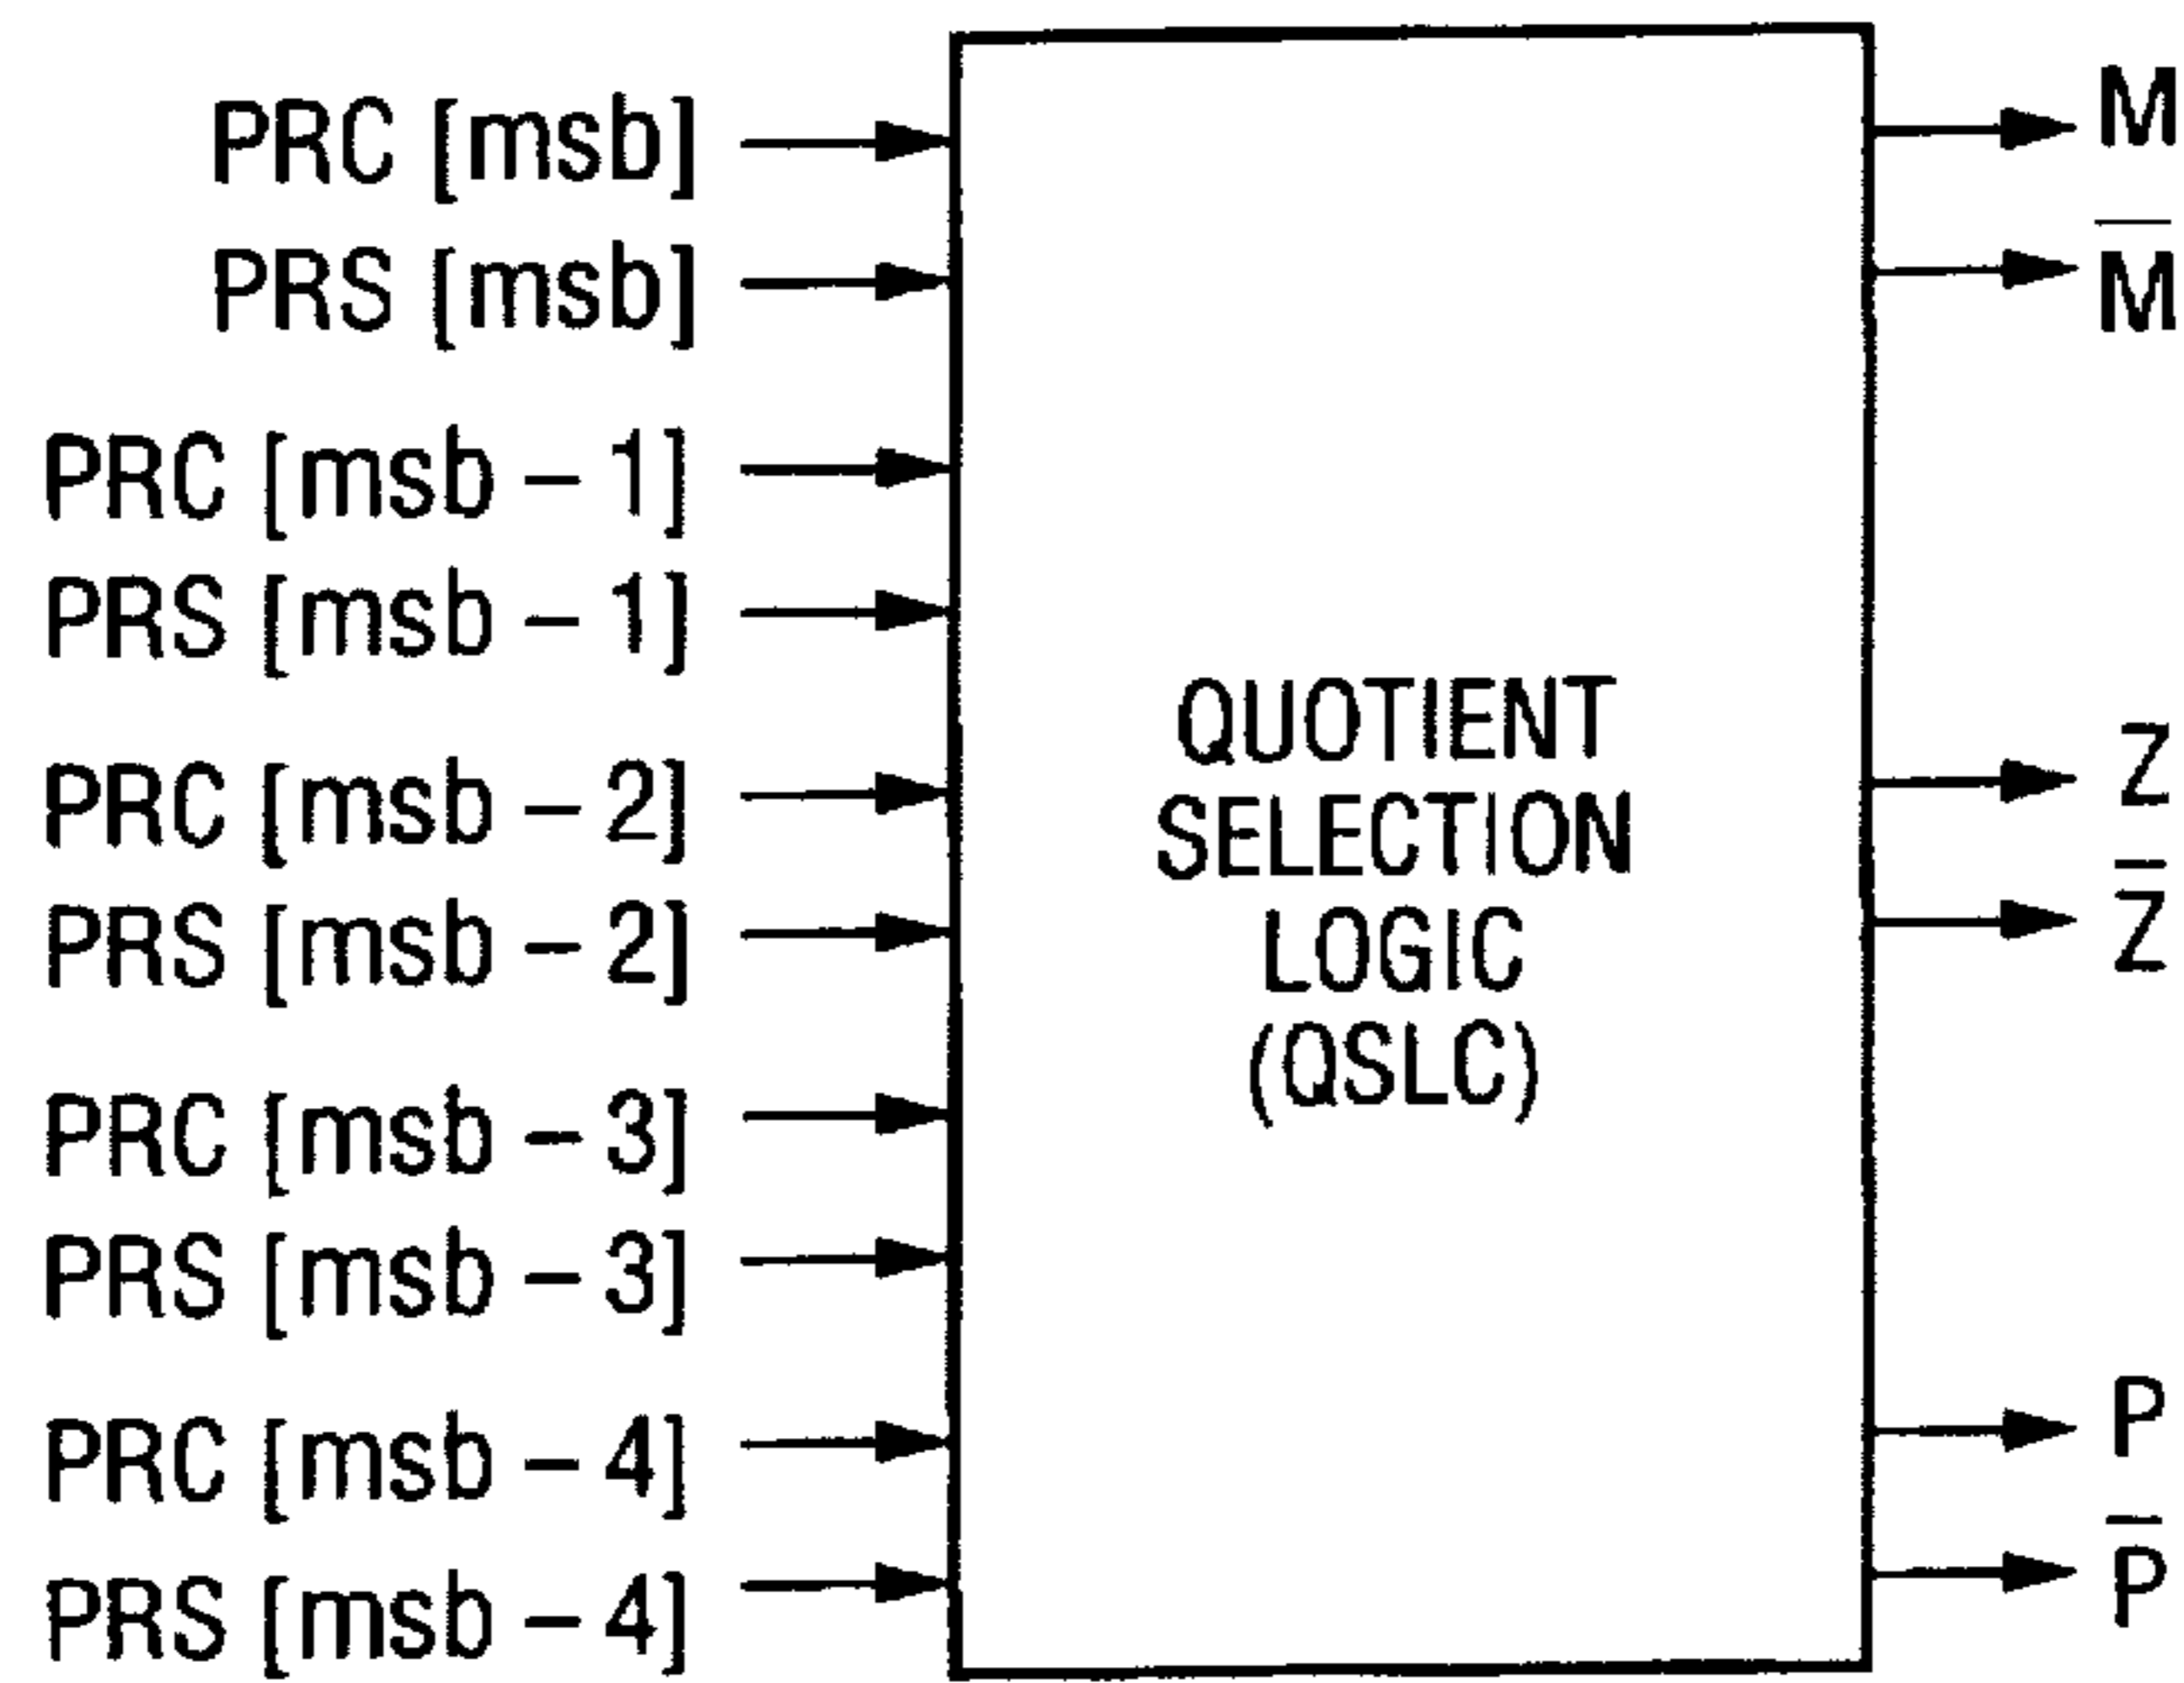 PRC [msb]
PRS [msb]
PRC [msb - 1]
PRS [msb - 1]
PRC [msb - 2]
PRS [msb - 2]
PRC [msb - 3]
PRS [msb - 3]
PRC [msb - 4]
PRS [msb - 4]
QUOTIENT
SELECTION
LOGIC
(QSLC)
M
M̅
Z
Z̅
P
P̅